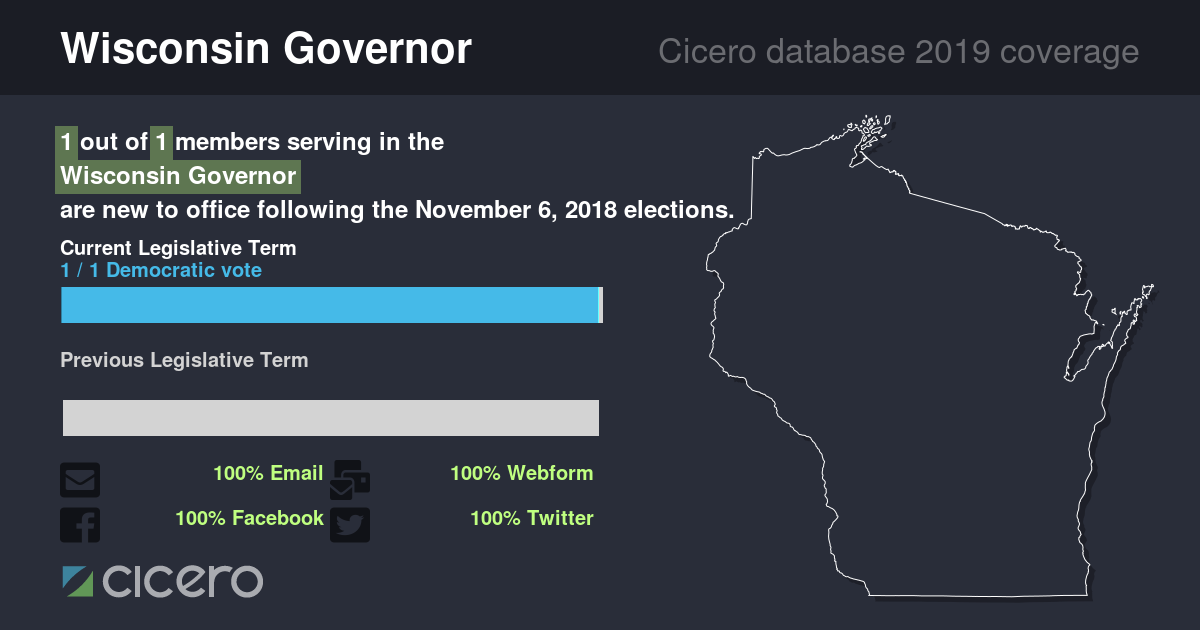 Wisconsin Governor
Cicero database 2019 coverage
1 out of 1 members serving in the
Wisconsin Governor
are new to office following the November 6, 2018 elections.
Current Legislative Term
1 / 1 Democratic vote
Previous Legislative Term
100% Email
100% Webform
100% Facebook
100% Twitter
cicero